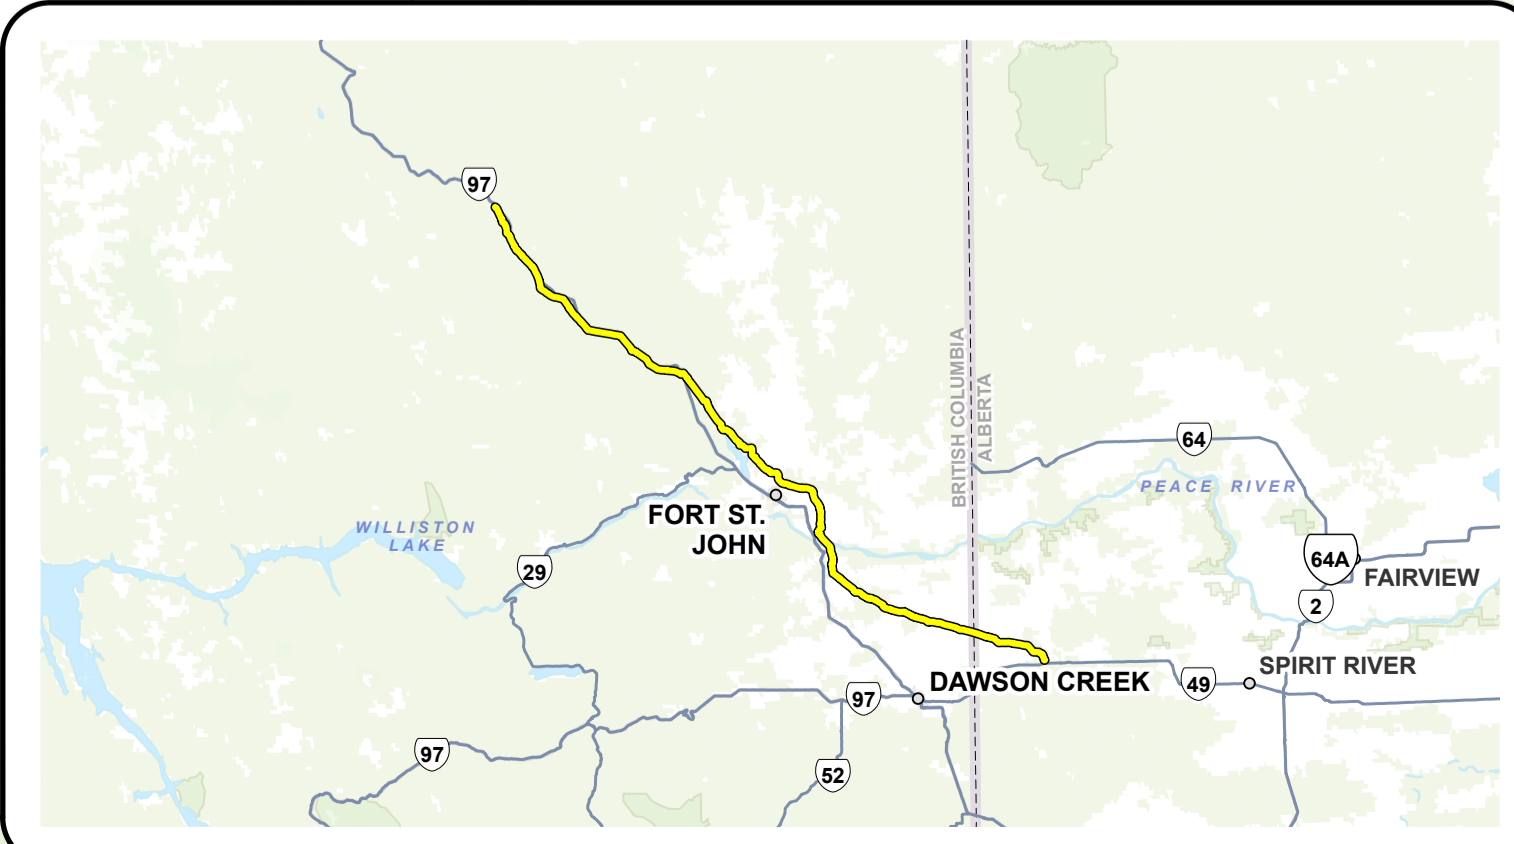 97
BRITISH COLUMBIA
ALBERTA
64
PEACE RIVER
WILLISTON
LAKE
FORT ST.
JOHN
29
64A
FAIRVIEW
2
SPIRIT RIVER
DAWSON CREEK
49
97
97
52